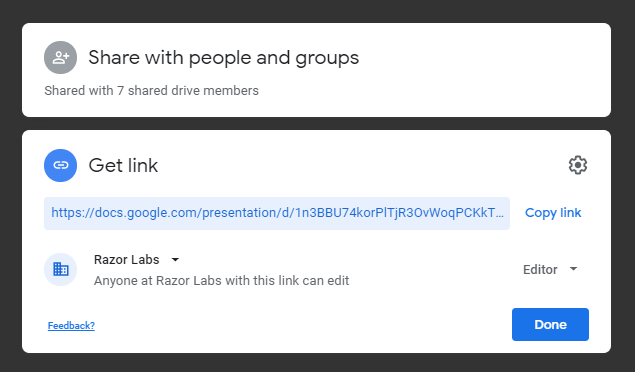 Share with people and groups
Shared with 7 shared drive members
Get link
https://docs.google.com/presentation/d/1n3BBU74korPlTjR3OvWoqPCKkT...
Copy link
Razor Labs
Anyone at Razor Labs with this link can edit
Editor
Feedback?
Done